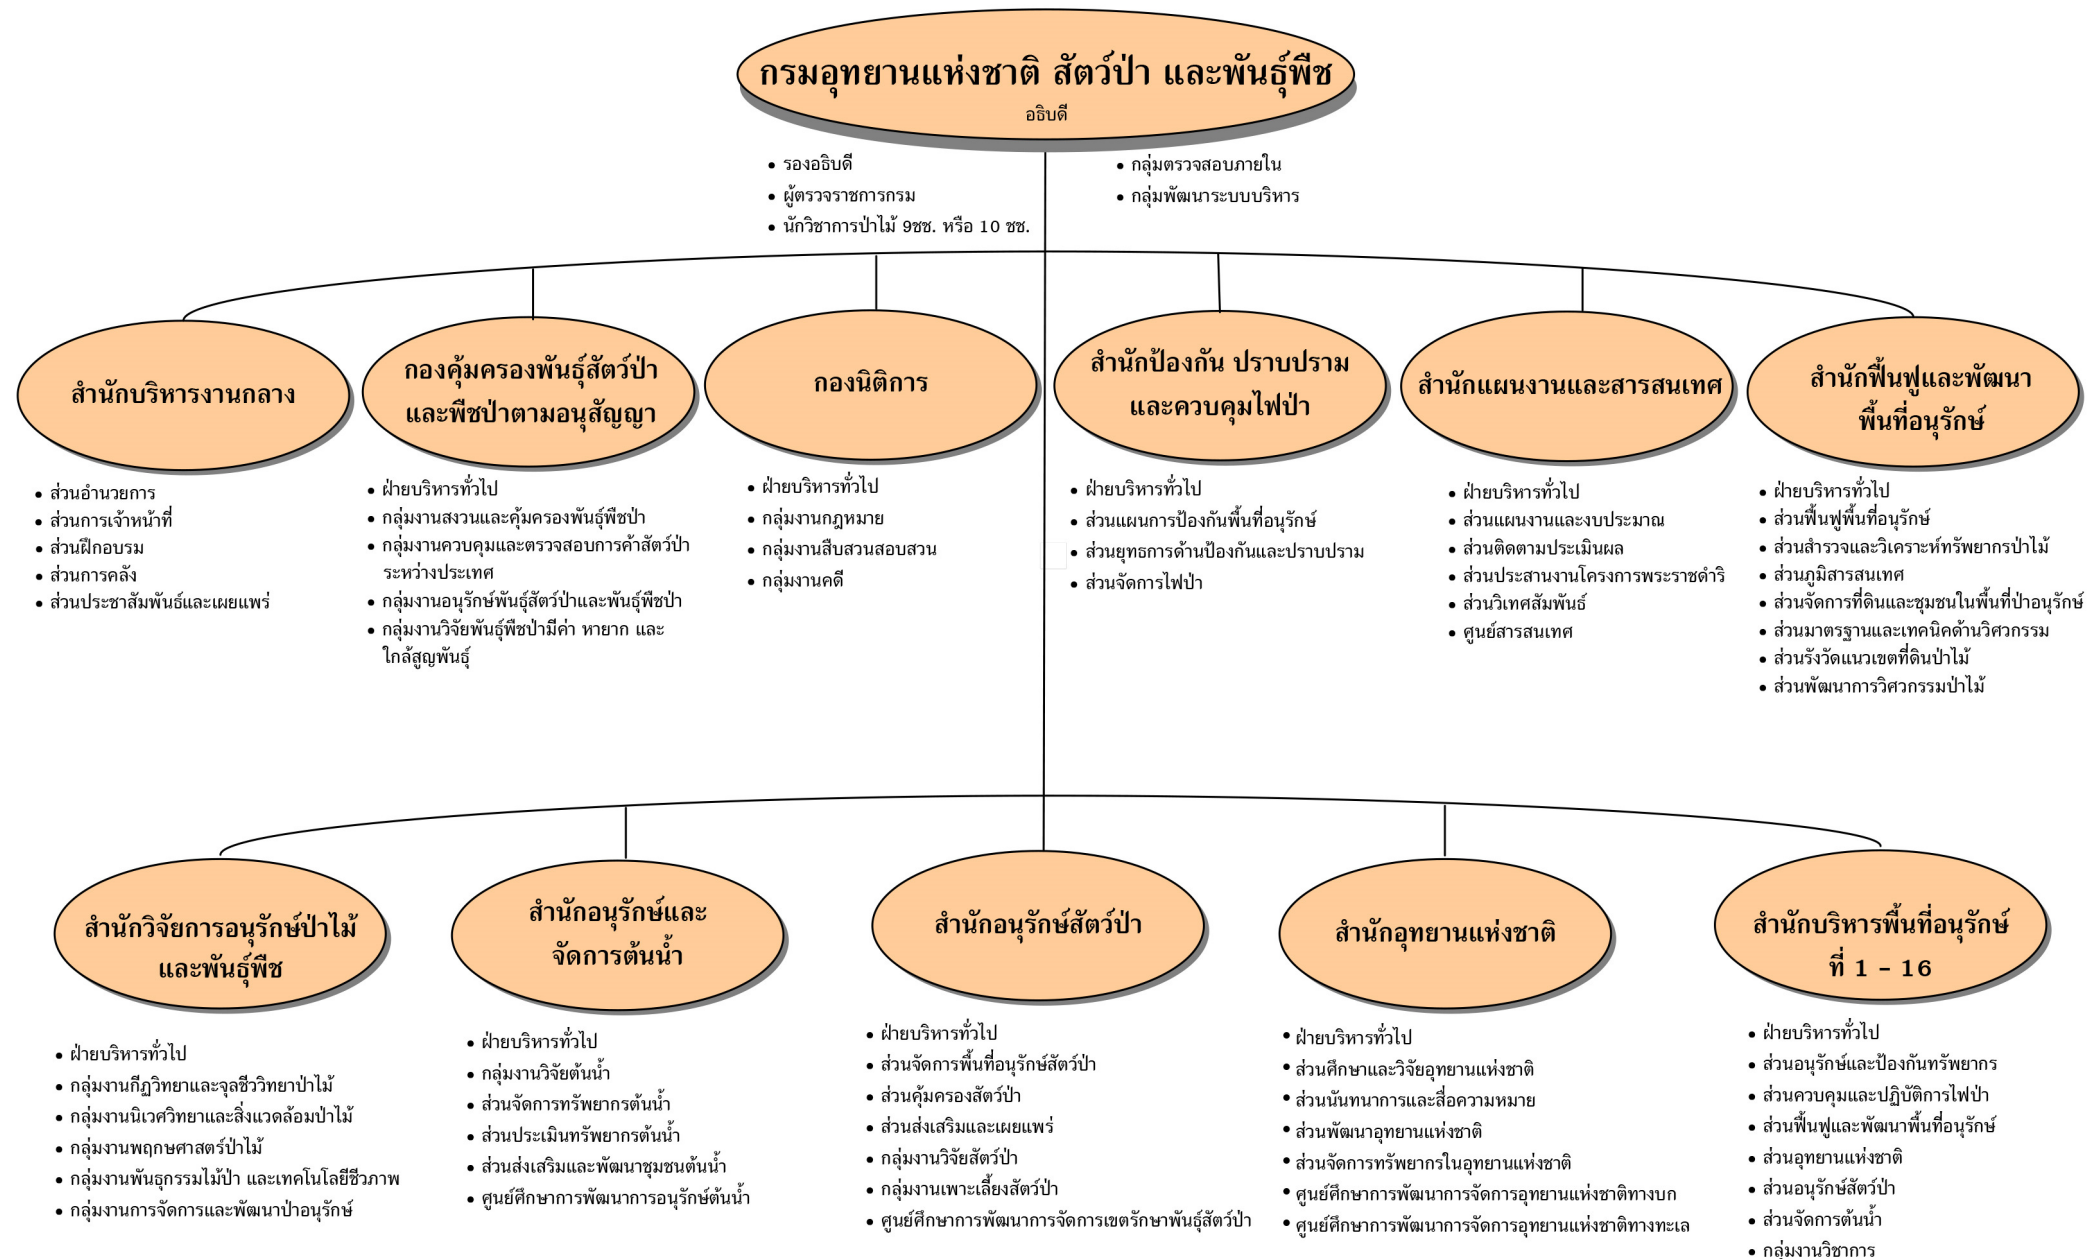 กรมอุทยานแห่งชาติ สัตว์ป่า และพันธุ์พืช
อธิบดี
• รองอธิบดี
• ผู้ตรวจราชการกรม
• นักวิชาการป่าไม้ 9ชช. หรือ 10 ชช.
• กลุ่มตรวจสอบภายใน
• กลุ่มพัฒนาระบบบริหาร
สำนักบริหารงานกลาง
• ส่วนอำนวยการ
• ส่วนการเจ้าหน้าที่
• ส่วนฝึกอบรม
• ส่วนการคลัง
• ส่วนประชาสัมพันธ์และเผยแพร่
กองคุ้มครองพันธุ์สัตว์ป่า
และพืชป่าตามอนุสัญญา
• ฝ่ายบริหารทั่วไป
• กลุ่มงานสงวนและคุ้มครองพันธุ์พืชป่า
• กลุ่มงานควบคุมและตรวจสอบการค้าสัตว์ป่า
ระหว่างประเทศ
• กลุ่มงานอนุรักษ์พันธุ์สัตว์ป่าและพันธุ์พืชป่า
• กลุ่มงานวิจัยพันธุ์พืชป่ามีค่า หายาก และ
ใกล้สูญพันธุ์
กองนิติการ
• ฝ่ายบริหารทั่วไป
• กลุ่มงานกฎหมาย
• กลุ่มงานสืบสวนสอบสวน
• กลุ่มงานคดี
สำนักป้องกัน ปราบปราม
และควบคุมไฟป่า
• ฝ่ายบริหารทั่วไป
• ส่วนแผนการป้องกันพื้นที่อนุรักษ์
• ส่วนยุทธการด้านป้องกันและปราบปราม
• ส่วนจัดการไฟป่า
สำนักแผนงานและสารสนเทศ
• ฝ่ายบริหารทั่วไป
• ส่วนแผนงานและงบประมาณ
• ส่วนติดตามประเมินผล
• ส่วนประสานงานโครงการพระราชดำริ
• ส่วนวิเทศสัมพันธ์
• ศูนย์สารสนเทศ
สำนักฟื้นฟูและพัฒนา
พื้นที่อนุรักษ์
• ฝ่ายบริหารทั่วไป
• ส่วนฟื้นฟูพื้นที่อนุรักษ์
• ส่วนสำรวจและวิเคราะห์ทรัพยากรป่าไม้
• ส่วนภูมิสารสนเทศ
• ส่วนจัดการที่ดินและชุมชนในพื้นที่ป่าอนุรักษ์
• ส่วนมาตรฐานและเทคนิคด้านวิศวกรรม
• ส่วนรังวัดแนวเขตที่ดินป่าไม้
• ส่วนพัฒนาการวิศวกรรมป่าไม้
สำนักวิจัยการอนุรักษ์ป่าไม้
และพันธุ์พืช
• ฝ่ายบริหารทั่วไป
• กลุ่มงานกีฏวิทยาและจุลชีววิทยาป่าไม้
• กลุ่มงานนิเวศวิทยาและสิ่งแวดล้อมป่าไม้
• กลุ่มงานพฤกษศาสตร์ป่าไม้
• กลุ่มงานพันธุกรรมไม้ป่า และเทคโนโลยีชีวภาพ
• กลุ่มงานการจัดการและพัฒนาป่าอนุรักษ์
สำนักอนุรักษ์และ
จัดการต้นน้ำ
• ฝ่ายบริหารทั่วไป
• กลุ่มงานวิจัยต้นน้ำ
• ส่วนจัดการทรัพยากรต้นน้ำ
• ส่วนประเมินทรัพยากรต้นน้ำ
• ส่วนส่งเสริมและพัฒนาชุมชนต้นน้ำ
• ศูนย์ศึกษาการพัฒนาการอนุรักษ์ต้นน้ำ
สำนักอนุรักษ์สัตว์ป่า
• ฝ่ายบริหารทั่วไป
• ส่วนจัดการพื้นที่อนุรักษ์สัตว์ป่า
• ส่วนคุ้มครองสัตว์ป่า
• ส่วนส่งเสริมและเผยแพร่
• กลุ่มงานวิจัยสัตว์ป่า
• กลุ่มงานเพาะเลี้ยงสัตว์ป่า
• ศูนย์ศึกษาการพัฒนาการจัดการเขตรักษาพันธุ์สัตว์ป่า
สำนักอุทยานแห่งชาติ
• ฝ่ายบริหารทั่วไป
• ส่วนศึกษาและวิจัยอุทยานแห่งชาติ
• ส่วนนันทนาการและสื่อความหมาย
• ส่วนพัฒนาอุทยานแห่งชาติ
• ส่วนจัดการทรัพยากรในอุทยานแห่งชาติ
• ศูนย์ศึกษาการพัฒนาการจัดการอุทยานแห่งชาติทางบก
• ศูนย์ศึกษาการพัฒนาการจัดการอุทยานแห่งชาติทางทะเล
สำนักบริหารพื้นที่อนุรักษ์
ที่ 1 - 16
• ฝ่ายบริหารทั่วไป
• ส่วนอนุรักษ์และป้องกันทรัพยากร
• ส่วนควบคุมและปฏิบัติการไฟป่า
• ส่วนฟื้นฟูและพัฒนาพื้นที่อนุรักษ์
• ส่วนอุทยานแห่งชาติ
• ส่วนอนุรักษ์สัตว์ป่า
• ส่วนจัดการต้นน้ำ
• กลุ่มงานวิชาการ